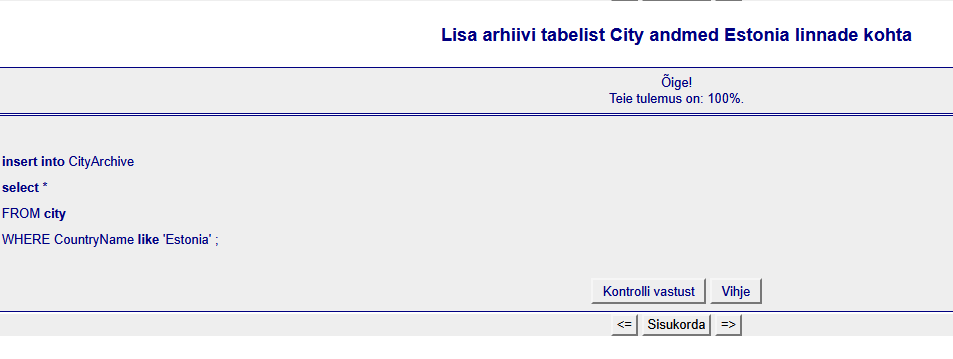 Lisa arhiivi tabelist City andmed Estonia linnade kohta
Õige!
Teie tulemus on: 100%.
insert into CityArchive
select *
FROM city
WHERE CountryName like 'Estonia' ;
Kontrolli vastust Vihje
<= Sisukorda =>